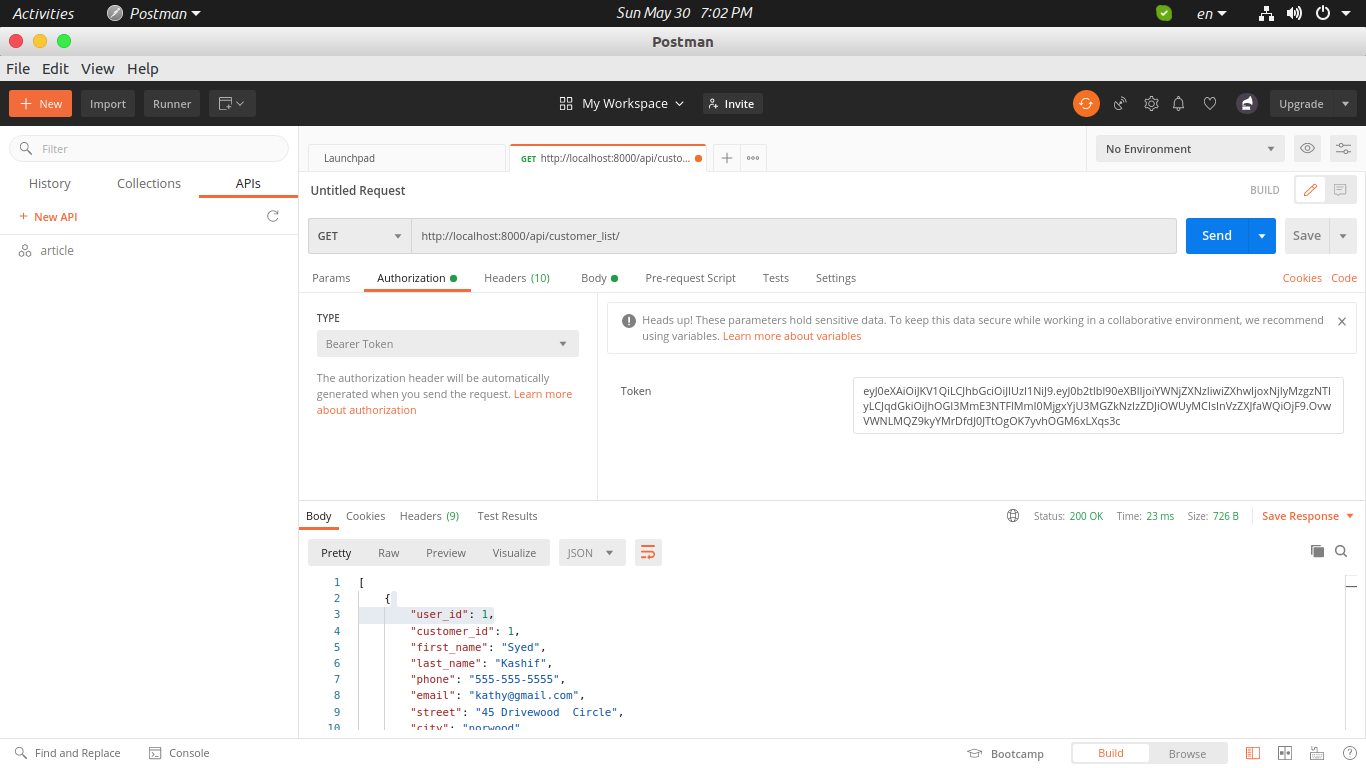 Activities Postman Sun May 30 7:02 PM en
Postman
File Edit View Help
New Import Runner My Workspace Invite Upgrade
Filter
Launchpad GET http://localhost:8000/api/custo... No Environment
History Collections APIs
Untitled Request BUILD
+ New API
GET http://localhost:8000/api/customer_list/ Send Save
article
Params Authorization Headers (10) Body Pre-request Script Tests Settings Cookies Code
TYPE
Bearer Token
The authorization header will be automatically
generated when you send the request. Learn more
about authorization
Heads up! These parameters hold sensitive data. To keep this data secure while working in a collaborative environment, we recommend
using variables. Learn more about variables
Token
Body Cookies Headers (9) Test Results Status: 200 OK Time: 23 ms Size: 726 B Save Response
Pretty Raw Preview Visualize JSON
1 [
2 {
3 "user_id": 1,
4 "customer_id": 1,
5 "first_name": "Syed",
6 "last_name": "Kashif",
7 "phone": "555-555-5555",
8 "email": "kathy@gmail.com",
9 "street": "45 Drivewood  Circle",
10 "city": "norwood"
Find and Replace Console Bootcamp Build Browse